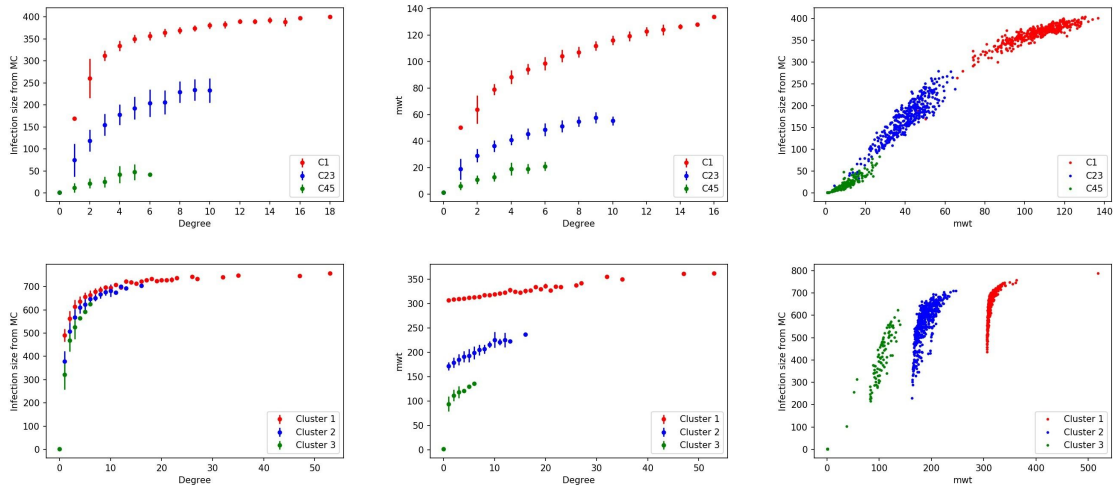 400
350
300
250
200
150
100
50
0
Infection size from MC
0 2 4 6 8 10 12 14 16 18
Degree
C1
C23
C45
140
120
100
80
60
40
20
0
mwt
0 2 4 6 8 10 12 14 16
Degree
C1
C23
C45
400
350
300
250
200
150
100
50
0
Infection size from MC
0 20 40 60 80 100 120 140
mwt
C1
C23
C45
700
600
500
400
300
200
100
0
Infection size from MC
0 10 20 30 40 50
Degree
Cluster 1
Cluster 2
Cluster 3
350
300
250
200
150
100
50
0
mwt
0 10 20 30 40 50
Degree
Cluster 1
Cluster 2
Cluster 3
800
700
600
500
400
300
200
100
0
Infection size from MC
0 100 200 300 400 500
mwt
Cluster 1
Cluster 2
Cluster 3